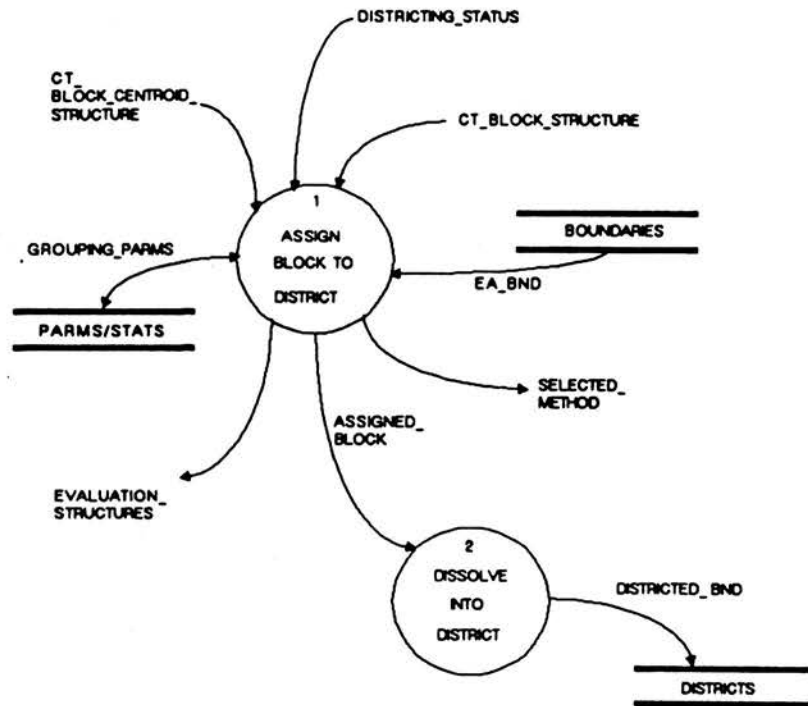 DISTRICTING_STATUS
CT_
BLOCK_CENTROID_
STRUCTURE
CT_BLOCK_STRUCTURE
1
ASSIGN
BLOCK TO
DISTRICT
BOUNDARIES
GROUPING_PARMS
EA_BND
PARMS/STATS
SELECTED_
METHOD
ASSIGNED_
BLOCK
EVALUATION_
STRUCTURES
2
DISSOLVE
INTO
DISTRICT
DISTRICTED_BND
DISTRICTS